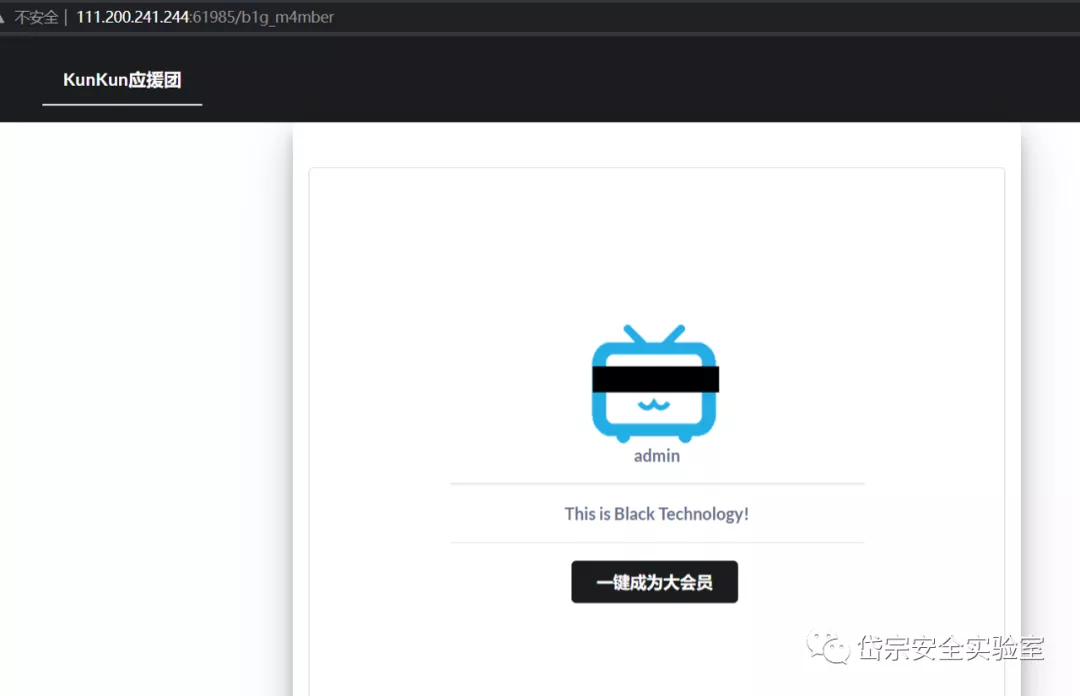 不安全 | 111.200.241.244:61985/b1g_m4mber
KunKun应援团
admin
This is Black Technology!
一键成为大会员
岱宗安全实验室